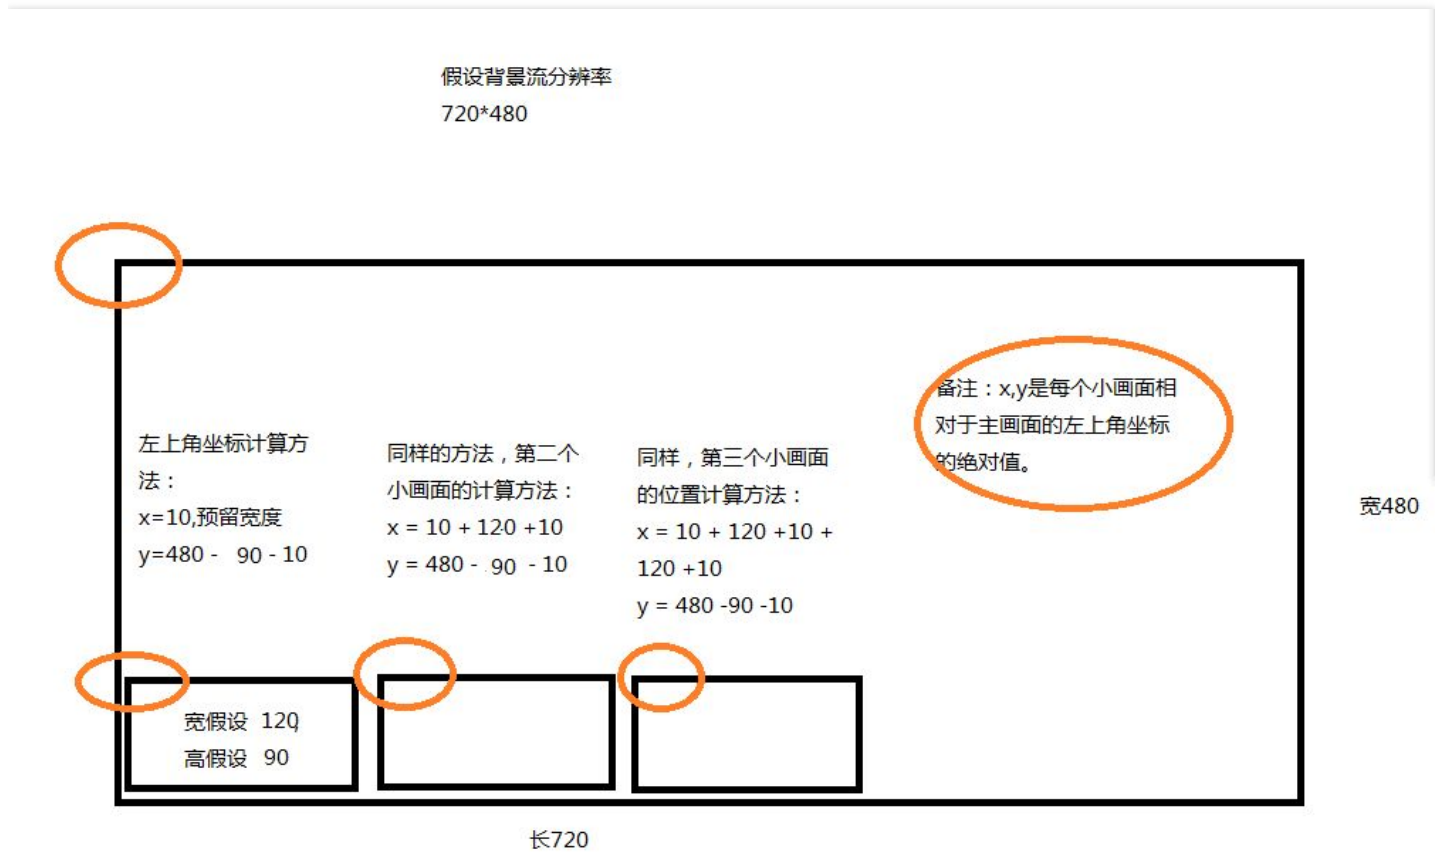 假设背景流分辨率
720*480
备注：x,y是每个小画面相
对于主画面的左上角坐标
的绝对值。
左上角坐标计算方
法：
x=10,预留宽度
y=480 - 90 - 10
同样的方法，第二个
小画面的计算方法：
x = 10 + 120 +10
y = 480 - 90 - 10
同样，第三个小画面
的位置计算方法：
x = 10 + 120 +10 +
120 +10
y = 480 -90 -10
宽480
宽假设 120,
高假设 90
长720